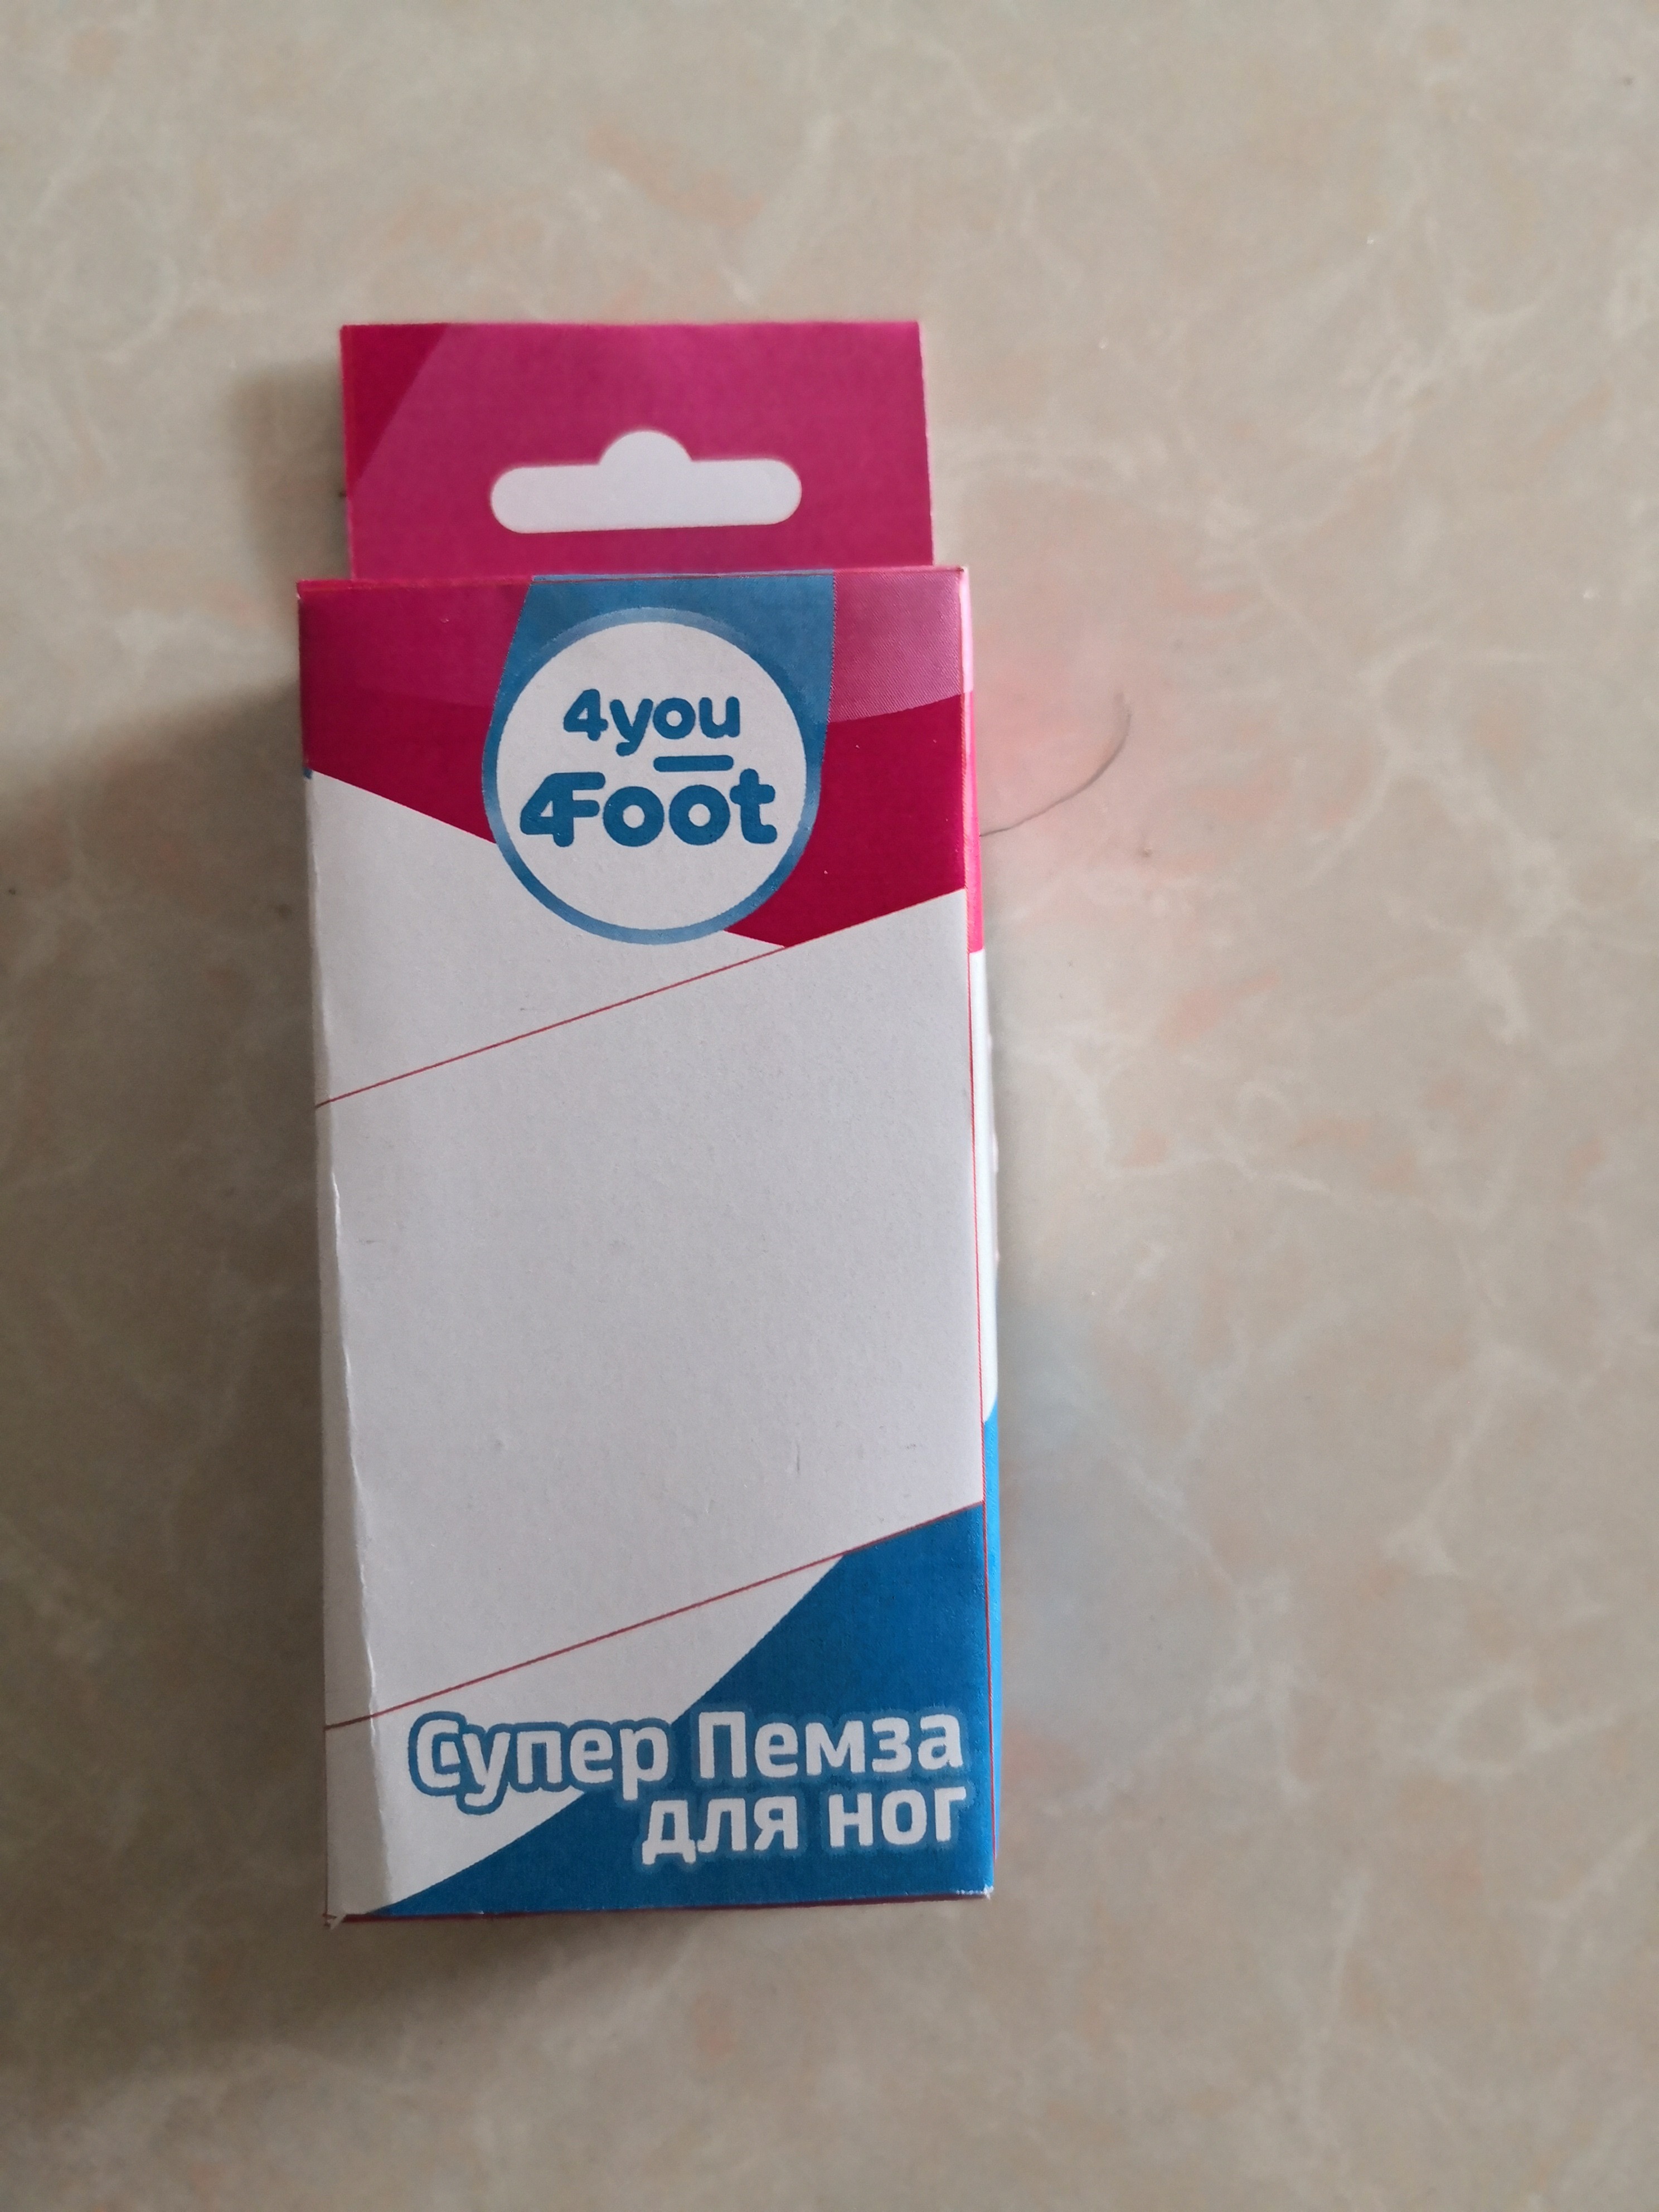 4you
4Foot
Супер Пемза
для ног